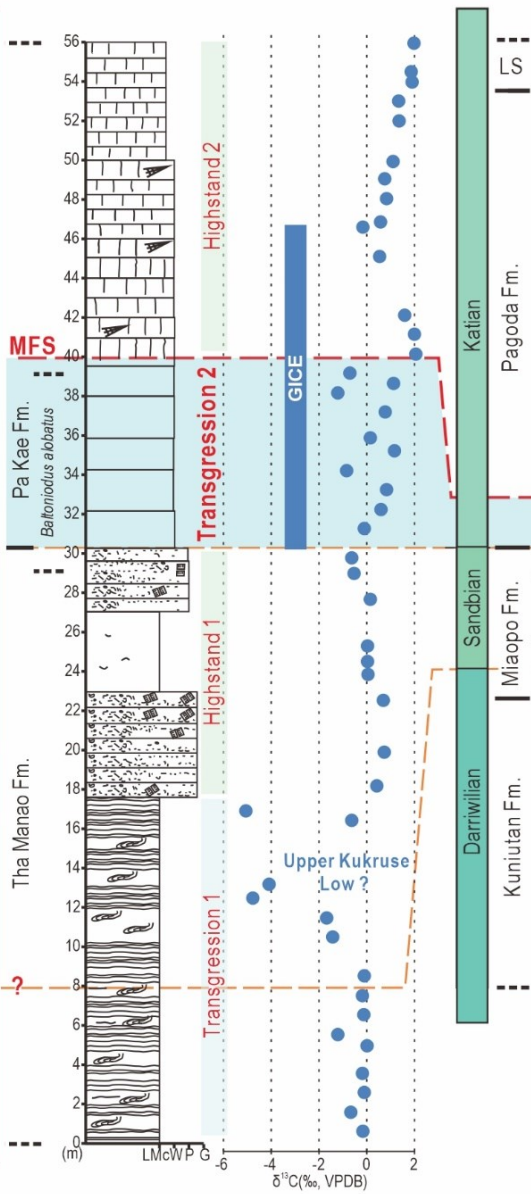 56
54
52
50
48
46
44
42
40
38
36
34
32
30
28
26
24
22
20
18
16
14
12
10
8
6
4
2
0
(m)
MFS
Pa Kae Fm.
Baltoniodus alobatus
Tha Manao Fm.
?
LMcWP G
Highstand 2
Transgression 2
Highstand 1
Transgression 1
GICE
Upper Kukruse
Low ?
-6 -4 -2 0 2
δ¹³C(‰, VPDB)
Katian
Sandbian
Darriwilian
LS
Pagoda Fm.
Miaopo Fm.
Kuniutan Fm.